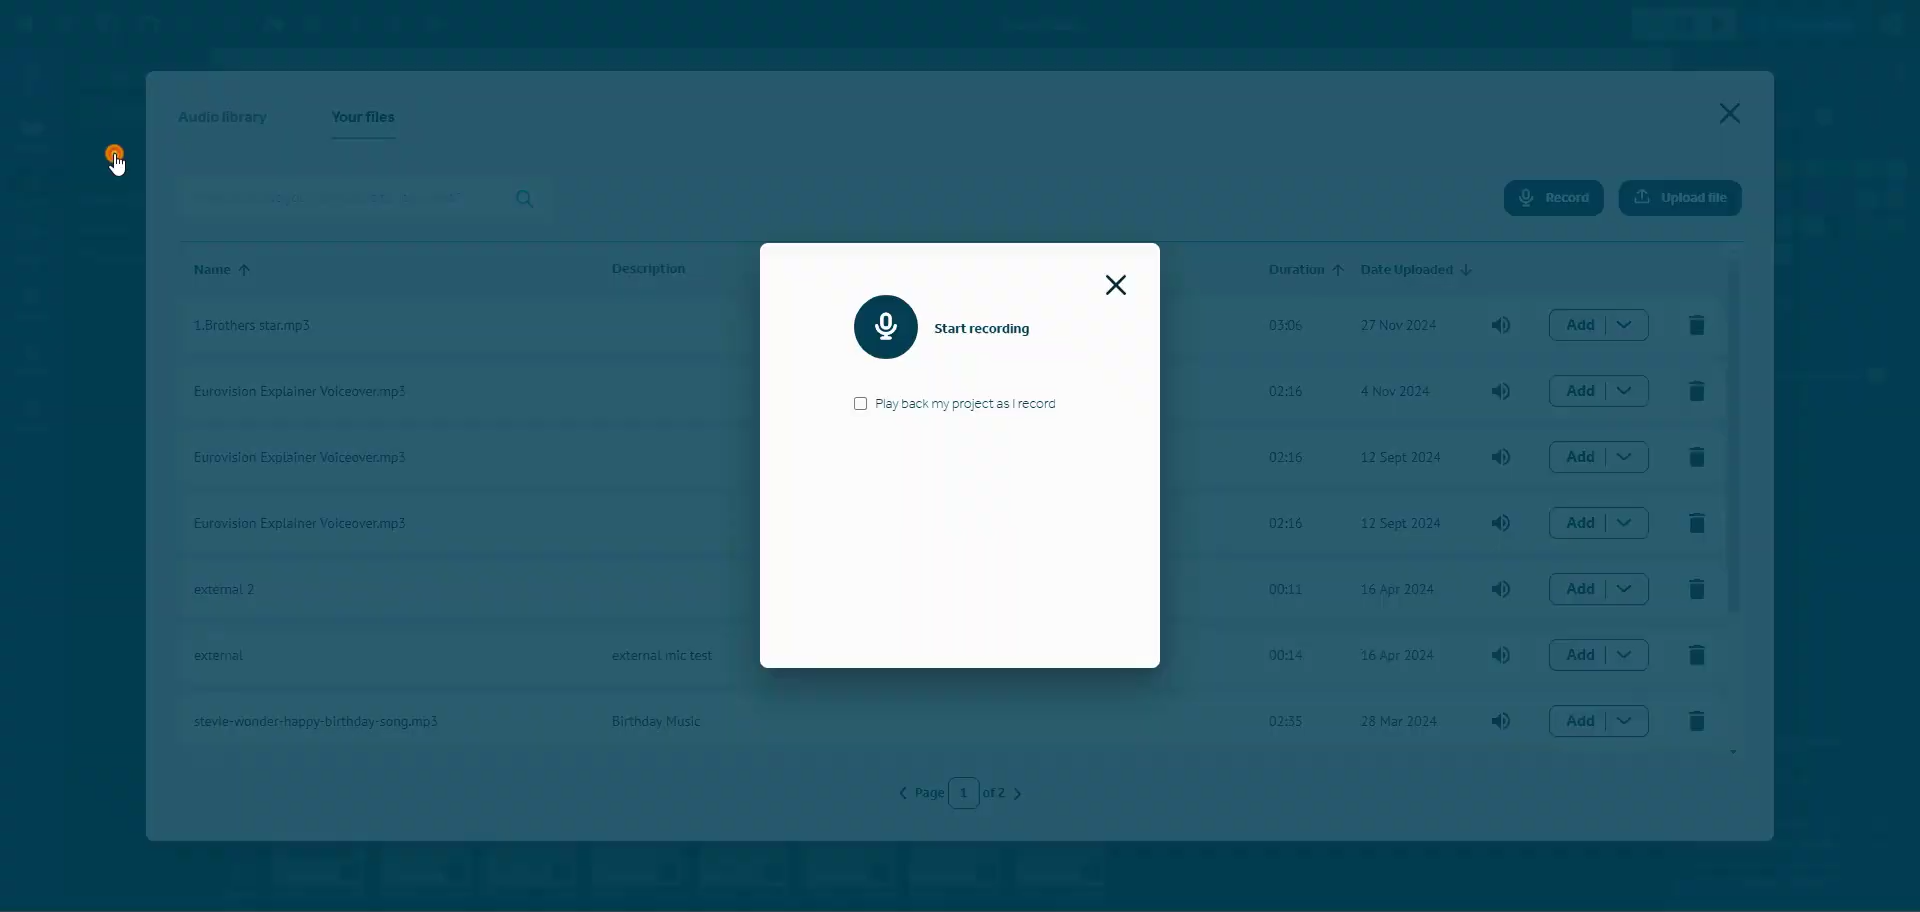 Audio library
Your files
Record
Upload file
Name
Description
Duration
Date Uploaded
Start recording
Play back my project as I record
1.Brothers star.mp3
03:06
27 Nov 2024
Add
Eurovision Explainer Voiceover.mp3
02:16
4 Nov 2024
Add
Eurovision Explainer Voiceover.mp3
02:16
12 Sept 2024
Add
Eurovision Explainer Voiceover.mp3
02:16
12 Sept 2024
Add
external 2
00:11
16 Apr 2024
Add
external
external mic test
00:14
16 Apr 2024
Add
stevie-wonder-happy-birthday-song.mp3
Birthday Music
02:35
28 Mar 2024
Add
Page 1 of 2